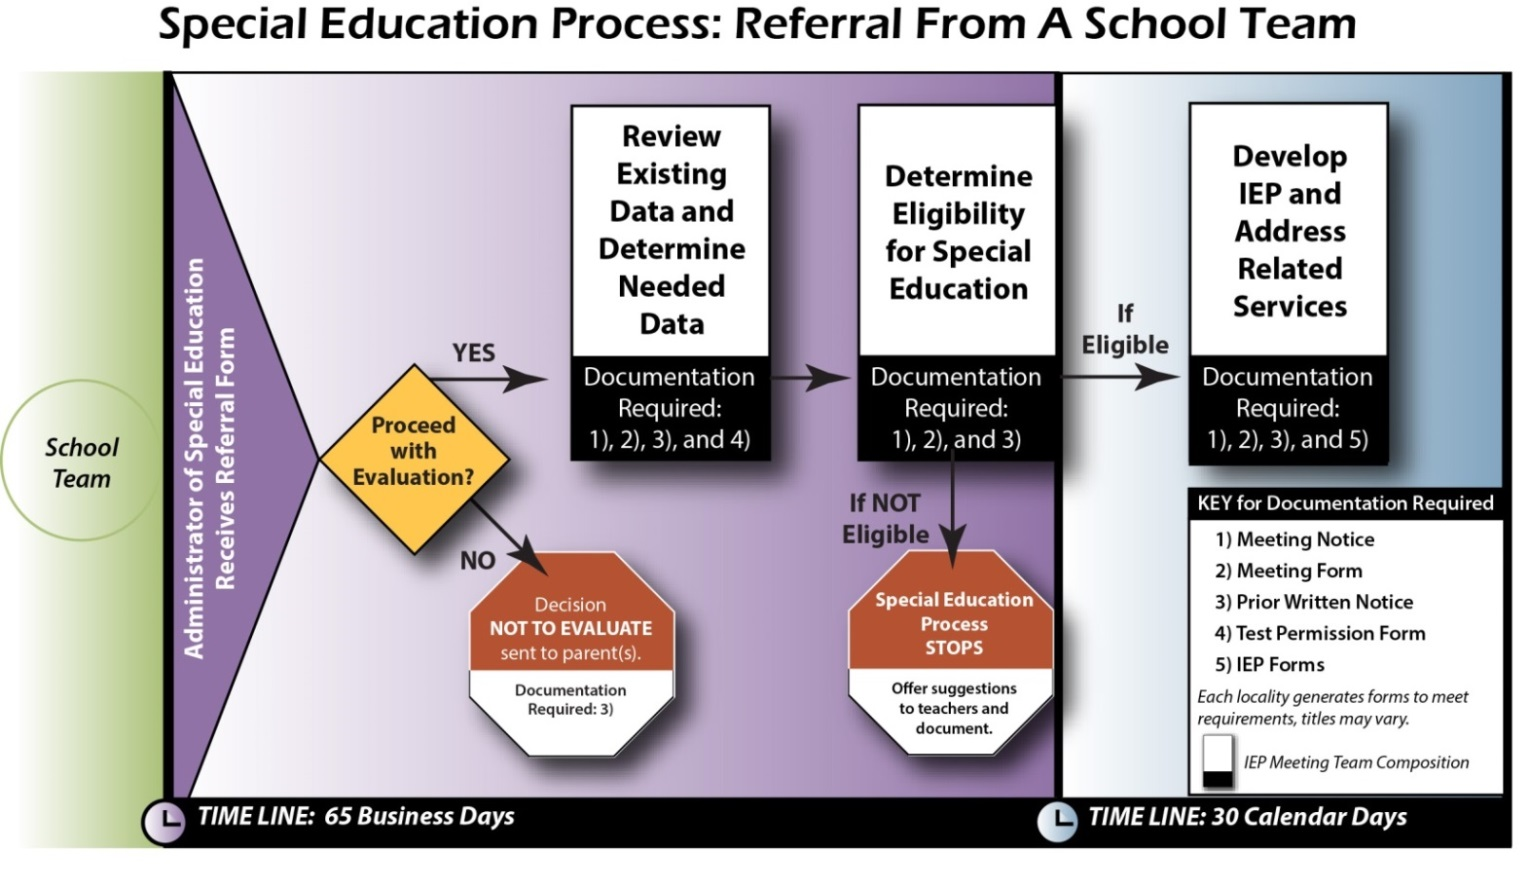 Special Education Process: Referral From A School Team
School
Team
Administrator of Special Education
Receives Referral Form
Proceed
with
Evaluation?
YES
NO
Review
Existing
Data and
Determine
Needed
Data
Documentation
Required:
1), 2), 3), and 4)
Decision
NOT TO EVALUATE
sent to parent(s).
Documentation
Required: 3)
Determine
Eligibility
for Special
Education
Documentation
Required:
1), 2), and 3)
If NOT
Eligible
Special Education
Process
STOPS
Offer suggestions
to teachers and
document.
If
Eligible
Develop
IEP and
Address
Related
Services
Documentation
Required:
1), 2), 3), and 5)
KEY for Documentation Required
1) Meeting Notice
2) Meeting Form
3) Prior Written Notice
4) Test Permission Form
5) IEP Forms
Each locality generates forms to meet
requirements, titles may vary.
IEP Meeting Team Composition
TIME LINE: 65 Business Days
TIME LINE: 30 Calendar Days